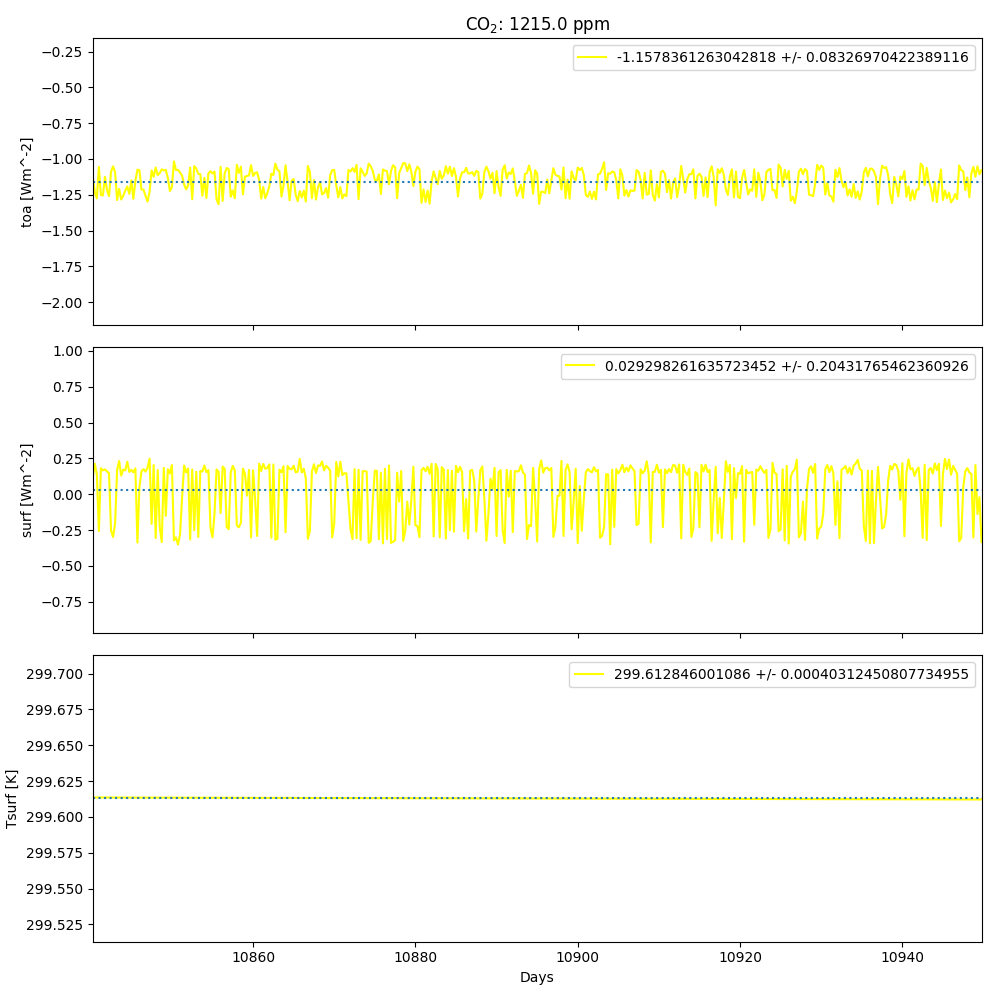 CO₂: 1215.0 ppm
toa [Wm^-2]
-1.1578361263042818 +/- 0.08326970422389116
−0.25
−0.50
−0.75
−1.00
−1.25
−1.50
−1.75
−2.00
surf [Wm^-2]
0.029298261635723452 +/- 0.20431765462360926
1.00
0.75
0.50
0.25
0.00
−0.25
−0.50
−0.75
Tsurf [K]
299.612846001086 +/- 0.00040312450807734955
299.700
299.675
299.650
299.625
299.600
299.575
299.550
299.525
10860 10880 10900 10920 10940
Days